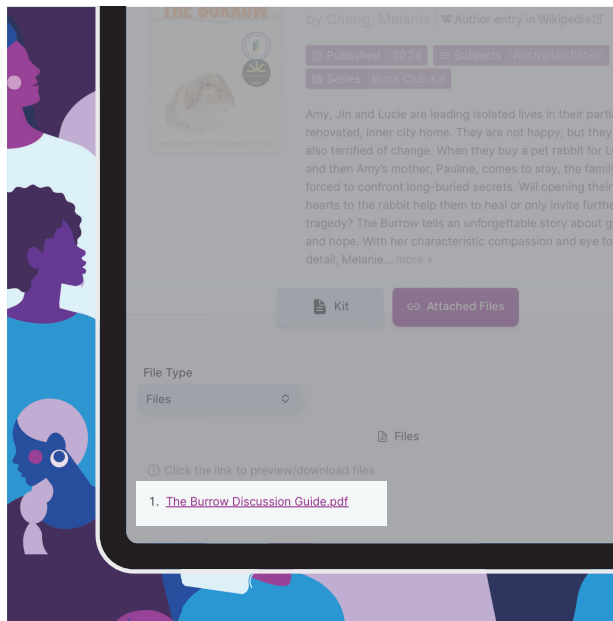 THE BURROW
by Cheng, Melanie | W Author entry in Wikipedia
Published 2024 Subjects Australian fiction
Series Book Club Kit
Amy, Jin and Lucie are leading isolated lives in their parti
renovated, inner city home. They are not happy, but they
also terrified of change. When they buy a pet rabbit for L
and then Amy's mother, Pauline, comes to stay, the family
forced to confront long-buried secrets. Will opening their
hearts to the rabbit help them to heal or only invite furthe
tragedy? The Burrow tells an unforgettable story about g
and hope. With her characteristic compassion and eye fo
detail, Melanie... more »
Kit
Attached Files
File Type
Files
Files
Click the link to preview/download files
1. The Burrow Discussion Guide.pdf